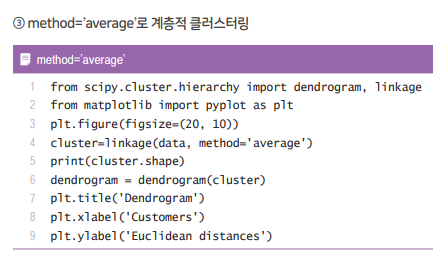 ③ method='average'로 계층적 클러스터링
method='average'
1 from scipy.cluster.hierarchy import dendrogram, linkage
2 from matplotlib import pyplot as plt
3 plt.figure(figsize=(20, 10))
4 cluster=linkage(data, method='average')
5 print(cluster.shape)
6 dendrogram = dendrogram(cluster)
7 plt.title('Dendrogram')
8 plt.xlabel('Customers')
9 plt.ylabel('Euclidean distances')